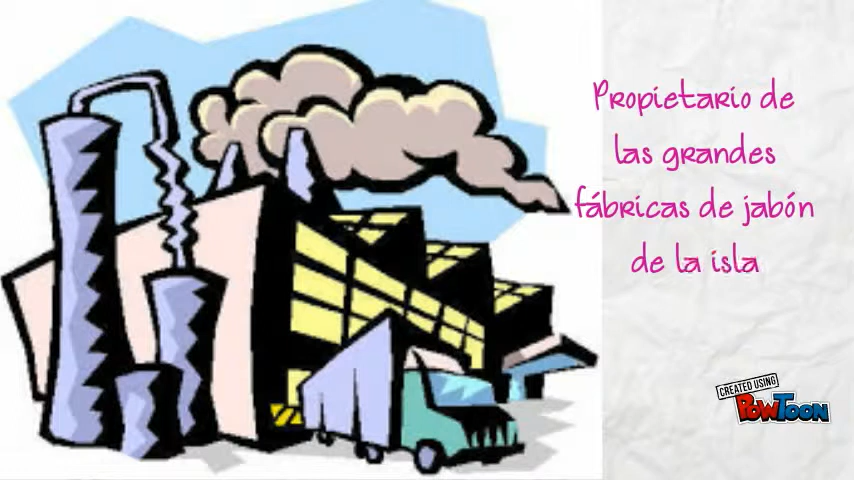 Propietario de
las grandes
fábricas de jabón
de la isla
CREATED USING
PowToon